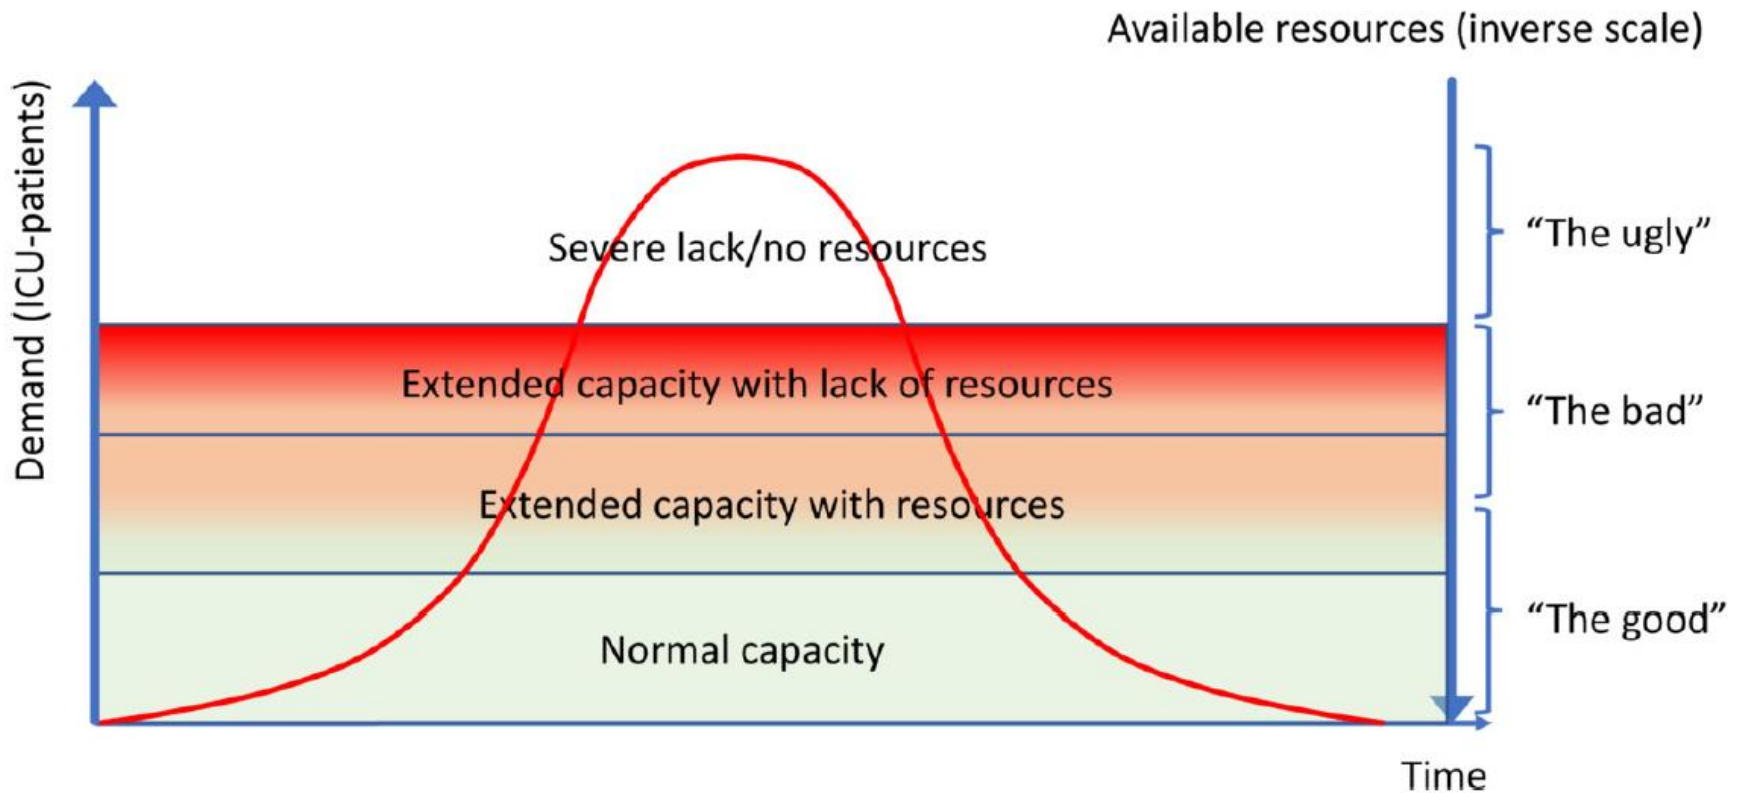 Available resources (inverse scale)
Demand (ICU-patients)
Severe lack/no resources
“The ugly”
Extended capacity with lack of resources
“The bad”
Extended capacity with resources
“The good”
Normal capacity
Time